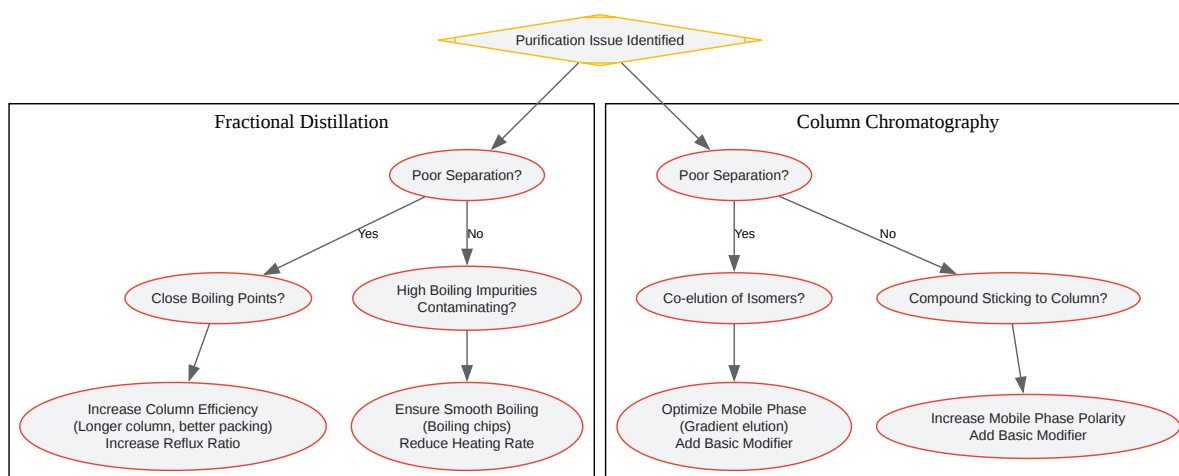 Purification Issue Identified
Fractional Distillation
Column Chromatography
Poor Separation?
Poor Separation?
Yes
No
Yes
No
Close Boiling Points?
High Boiling Impurities
Contaminating?
Co-elution of Isomers?
Compound Sticking to Column?
Increase Column Efficiency
(Longer column, better packing)
Increase Reflux Ratio
Ensure Smooth Boiling
(Boiling chips)
Reduce Heating Rate
Optimize Mobile Phase
(Gradient elution)
Add Basic Modifier
Increase Mobile Phase Polarity
Add Basic Modifier